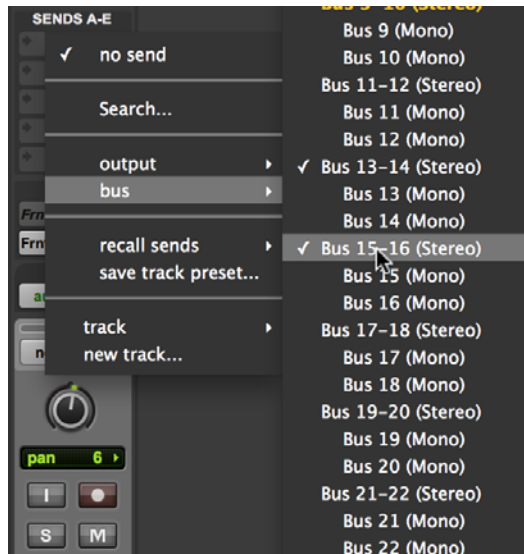 SENDS A-E
✓ no send
Search...
output
bus
recall sends
save track preset...
track
new track...
Frn
Frn
a
n
pan 6
I
S M
Bus 9 (Mono)
Bus 10 (Mono)
Bus 11-12 (Stereo)
Bus 11 (Mono)
Bus 12 (Mono)
✓ Bus 13-14 (Stereo)
Bus 13 (Mono)
Bus 14 (Mono)
✓ Bus 15-16 (Stereo)
Bus 15 (Mono)
Bus 16 (Mono)
Bus 17-18 (Stereo)
Bus 17 (Mono)
Bus 18 (Mono)
Bus 19-20 (Stereo)
Bus 19 (Mono)
Bus 20 (Mono)
Bus 21-22 (Stereo)
Bus 21 (Mono)
Bus 22 (Mono)